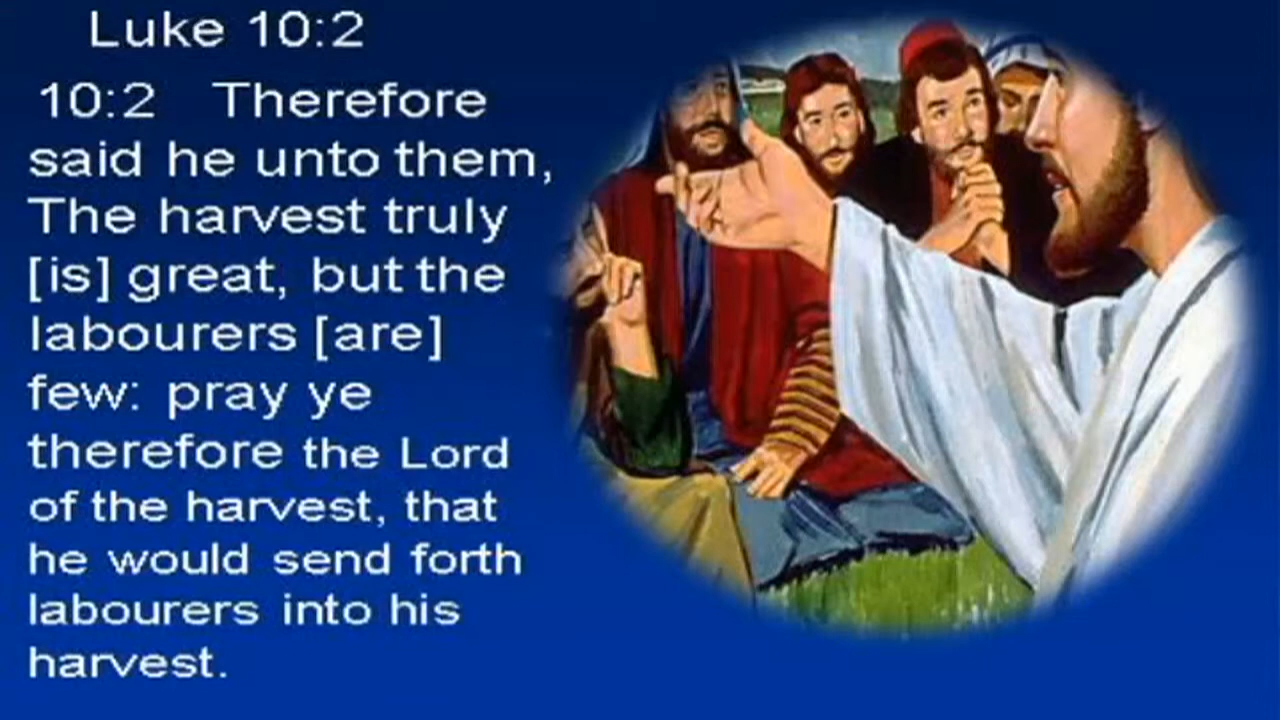 Luke 10:2
10:2 Therefore
said he unto them,
The harvest truly
[is] great, but the
labourers [are]
few: pray ye
therefore the Lord
of the harvest, that
he would send forth
labourers into his
harvest.